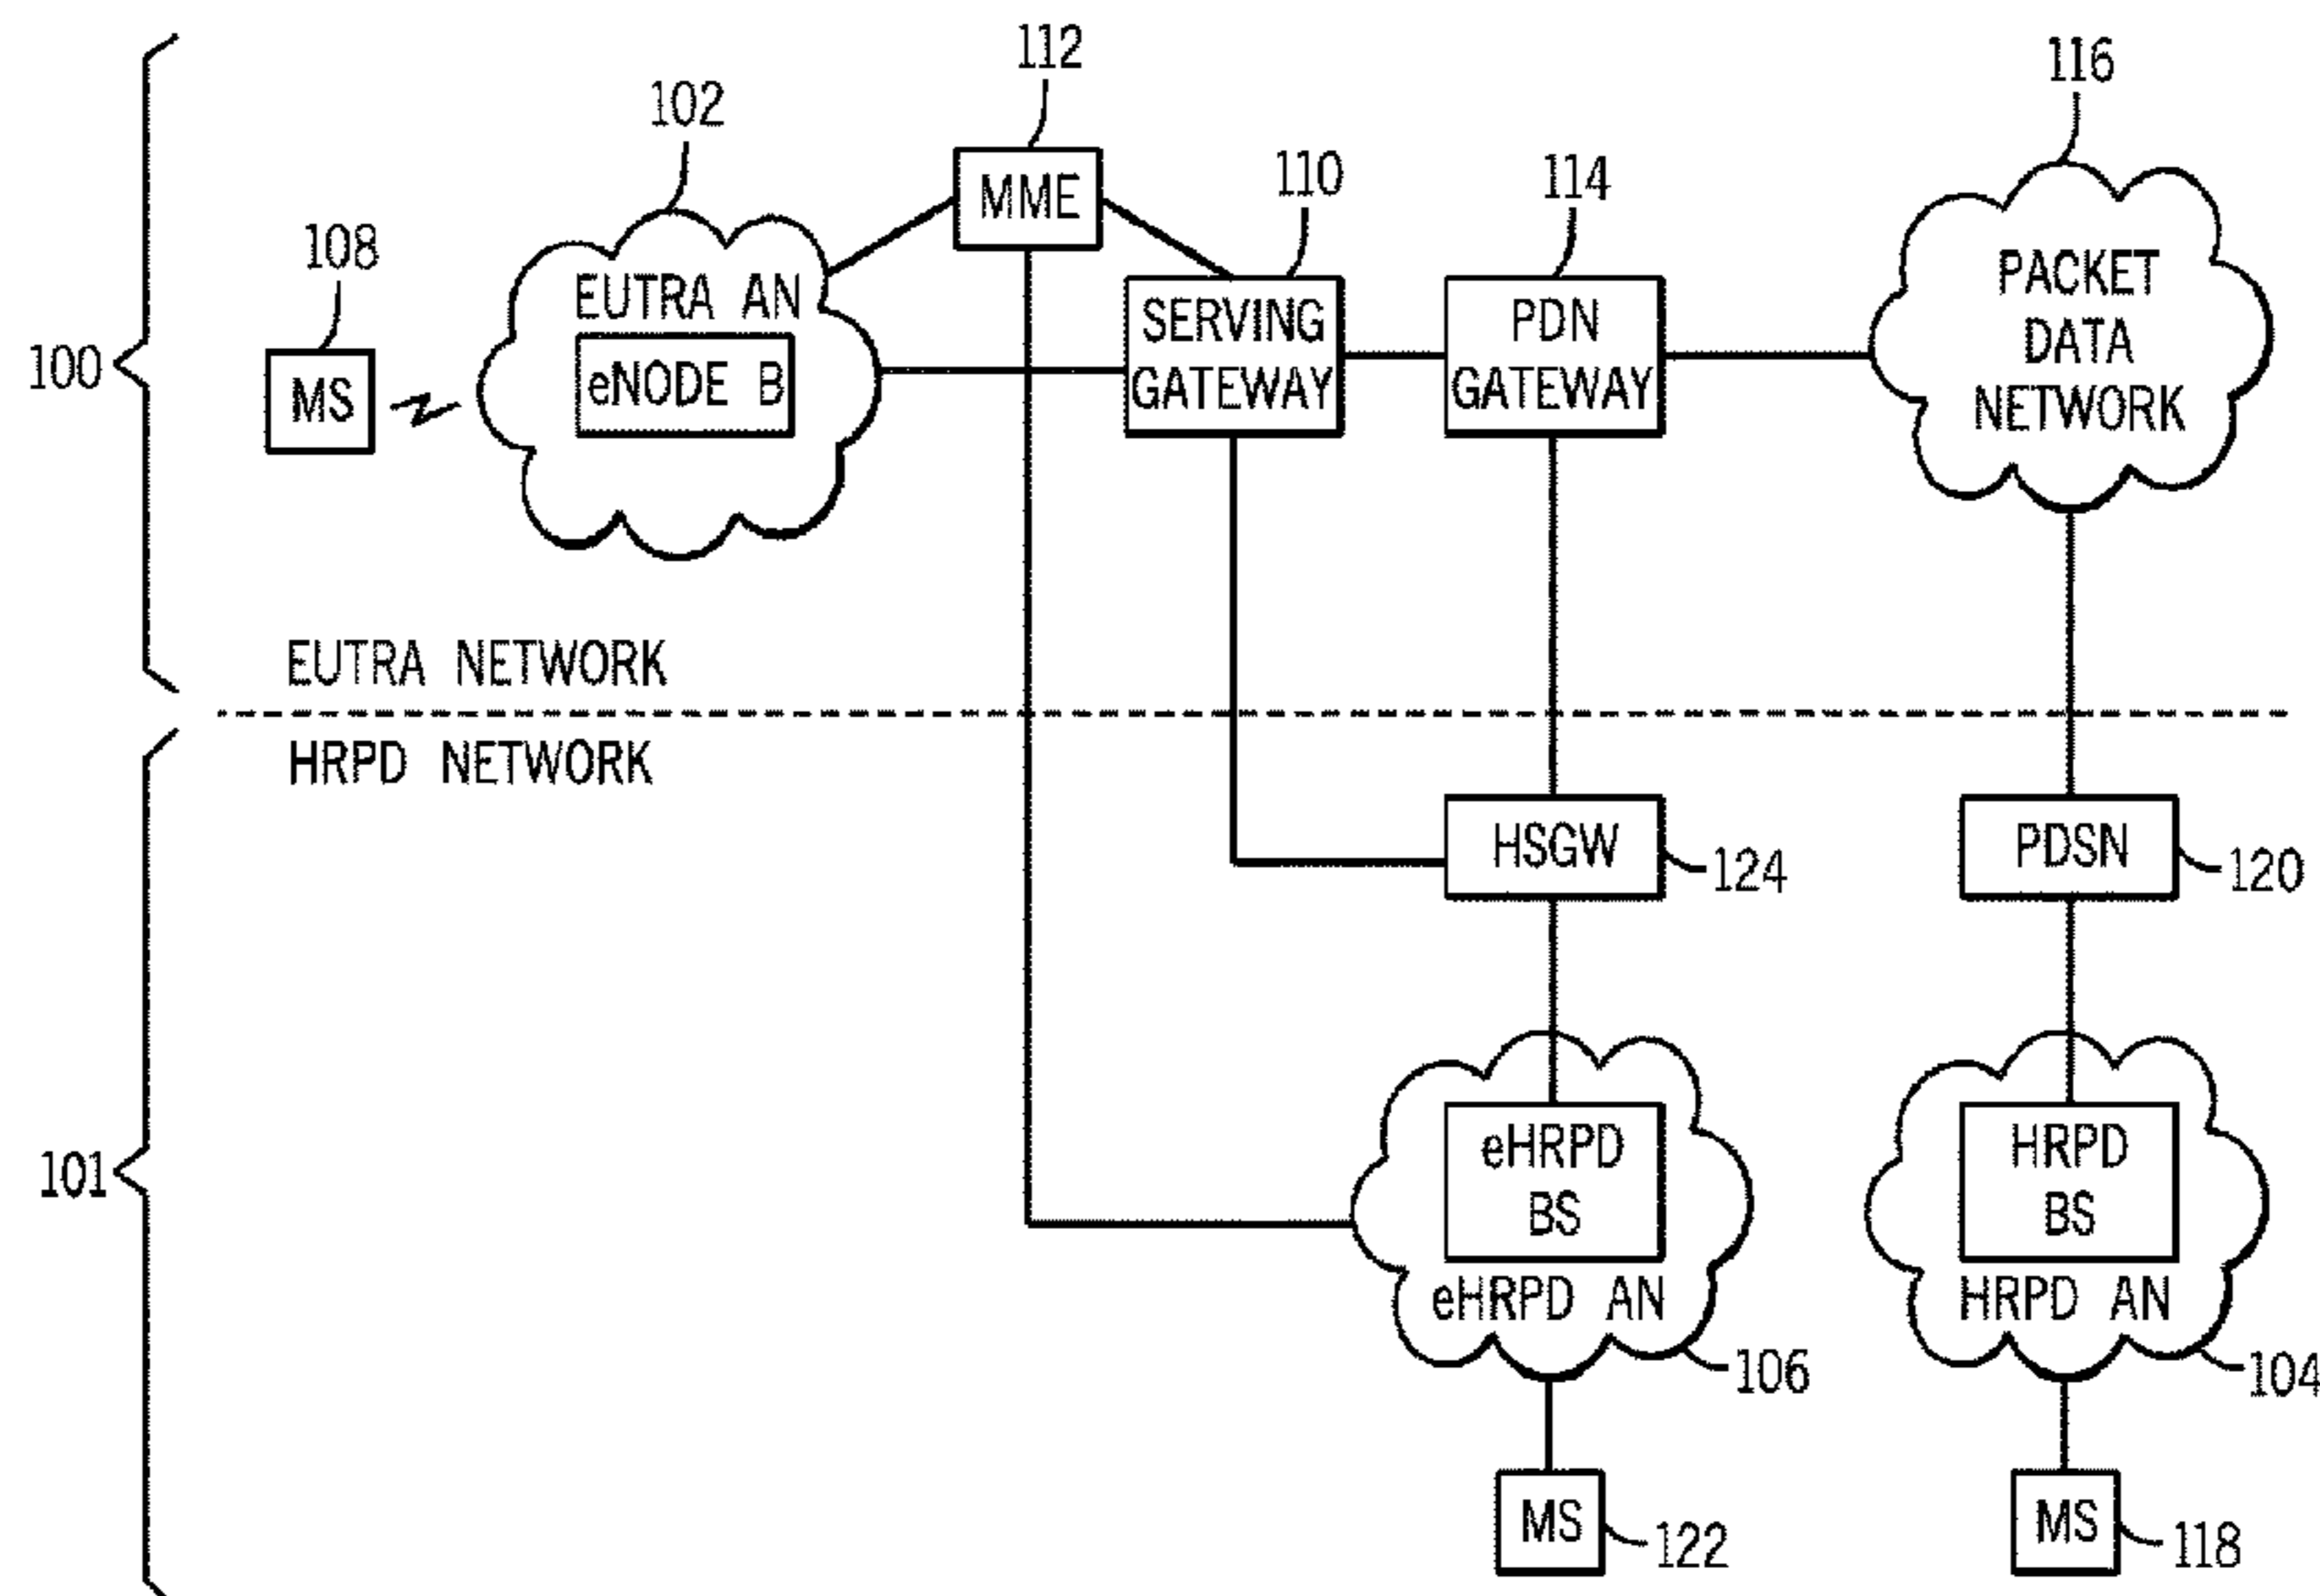 112
116
102
110
114
MME
108
EUTRA AN
eNODE B
SERVING
GATEWAY
PDN
GATEWAY
PACKET
DATA
NETWORK
100
MS
EUTRA NETWORK
HRPD NETWORK
HSGW
124
PDSN
120
101
eHRPD
BS
eHRPD AN
106
HRPD
BS
HRPD AN
104
MS
122
MS
118